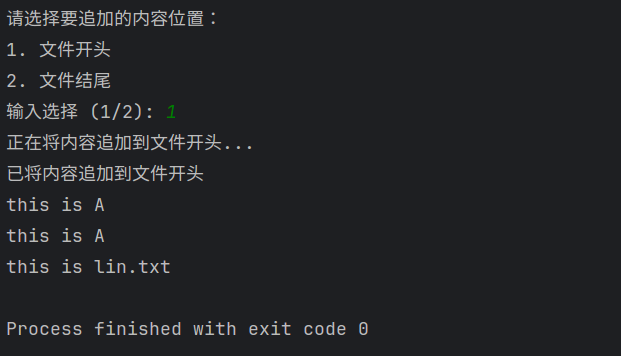 请选择要追加的内容位置：
1. 文件开头
2. 文件结尾
输入选择 (1/2): 1
正在将内容追加到文件开头...
已将内容追加到文件开头
this is A
this is A
this is lin.txt
Process finished with exit code 0